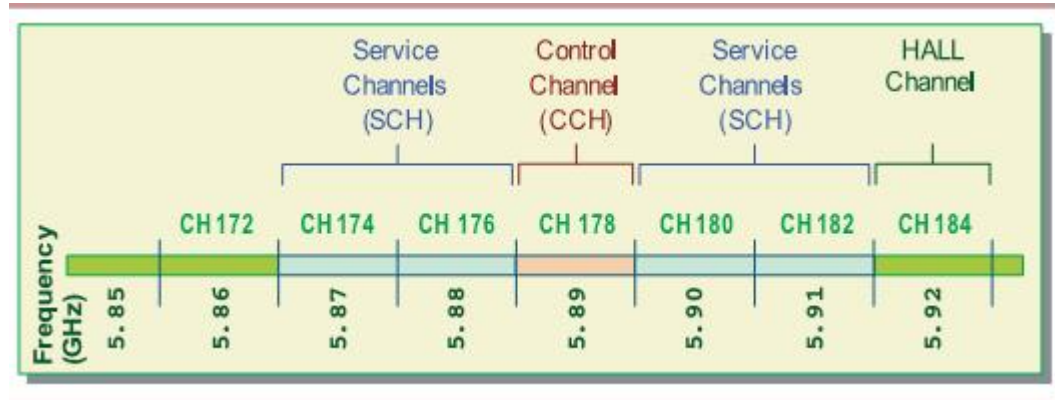 Service
Channels
(SCH)
Control
Channel
(CCH)
Service
Channels
(SCH)
HALL
Channel
CH 172 CH 174 CH 176 CH 178 CH 180 CH 182 CH 184
Frequency
(GHz)
5.85 5.86 5.87 5.88 5.89 5.90 5.91 5.92